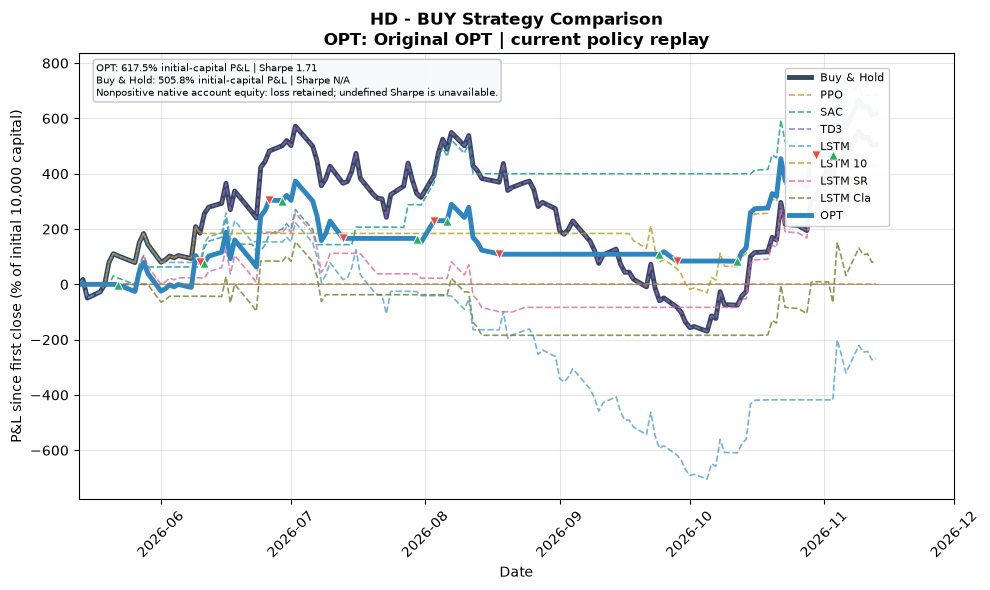 HD - BUY Strategy Comparison
OPT: Original OPT | current policy replay
OPT: 617.5% initial-capital P&L | Sharpe 1.71
Buy & Hold: 505.8% initial-capital P&L | Sharpe N/A
Nonpositive native account equity: loss retained; undefined Sharpe is unavailable.
Buy & Hold
PPO
SAC
TD3
LSTM
LSTM 10
LSTM SR
LSTM Cla
OPT
P&L since first close (% of initial 10,000 capital)
800
600
400
200
0
−200
−400
−600
2026-06
2026-07
2026-08
2026-09
2026-10
2026-11
2026-12
Date